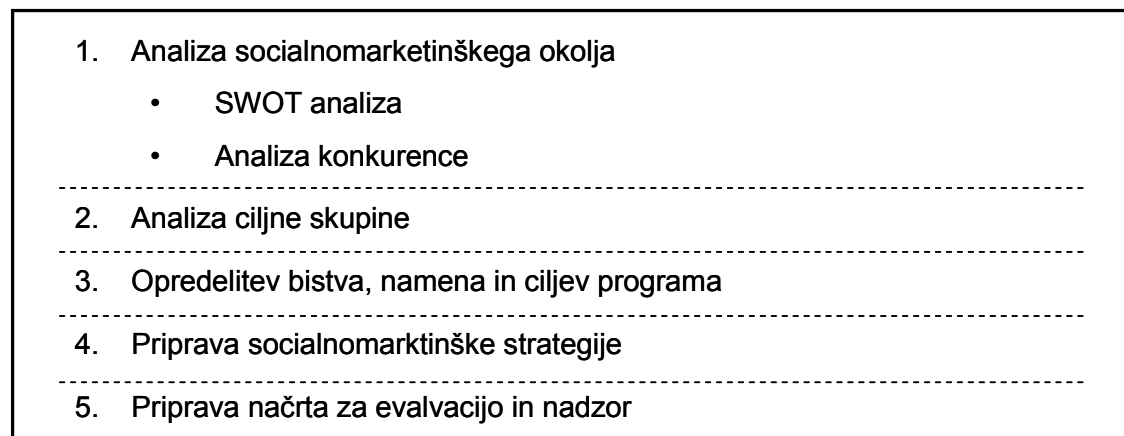 1. Analiza socialnomarketinškega okolja
• SWOT analiza
• Analiza konkurence
2. Analiza ciljne skupine
3. Opredelitev bistva, namena in ciljev programa
4. Priprava socialnomarktinške strategije
5. Priprava načrta za evalvacijo in nadzor